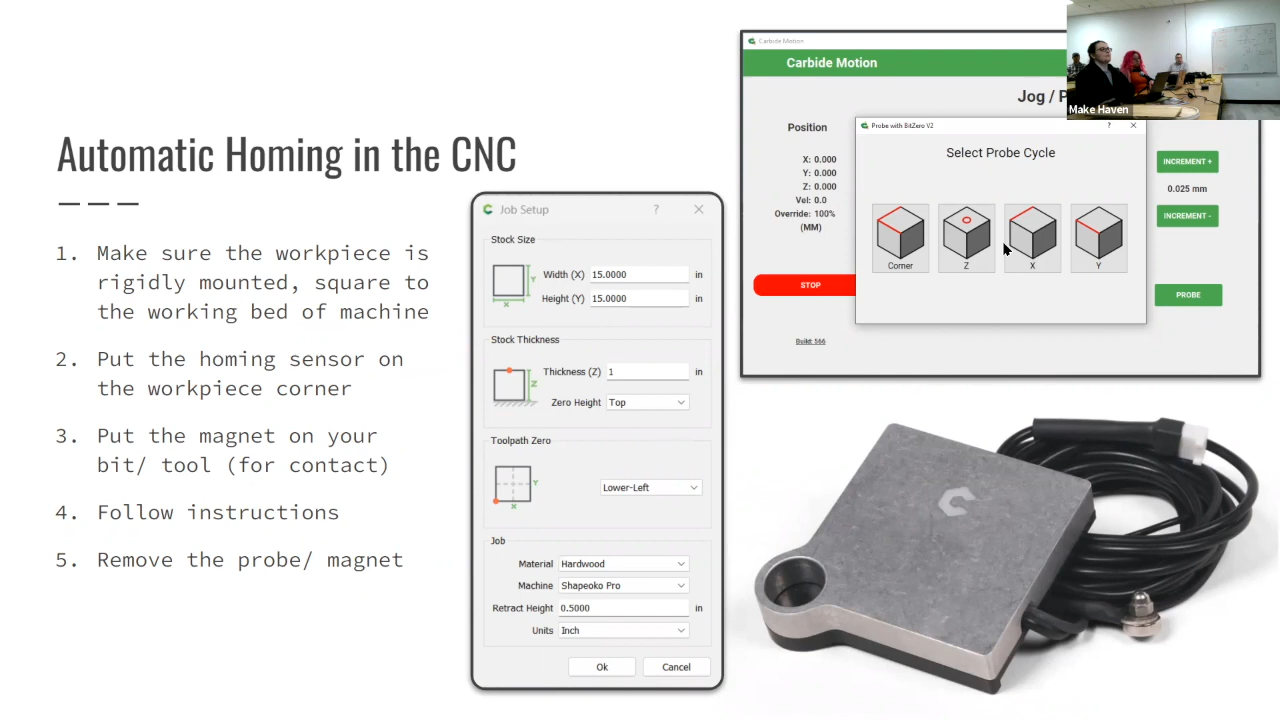 Automatic Homing in the CNC
1. Make sure the workpiece is
rigidly mounted, square to
the working bed of machine
2. Put the homing sensor on
the workpiece corner
3. Put the magnet on your
bit/ tool (for contact)
4. Follow instructions
5. Remove the probe/ magnet
Job Setup
?
Stock Size
Width (X) 15.0000 in
Y
Height (Y) 15.0000 in
X
Stock Thickness
Thickness (Z) 1 in
Z
Zero Height Top
Toolpath Zero
Y
Lower-Left
X
Job
Material Hardwood
Machine Shapeoko Pro
Retract Height 0.5000 in
Units Inch
Ok Cancel
Carbide Motion
Carbide Motion
Jog / P
Position
X: 0.000
Y: 0.000
Z: 0.000
Vel: 0.0
Override: 100%
(MM)
STOP
Build: 566
Probe with BitZero V2
?
Select Probe Cycle
Corner Z X Y
INCREMENT +
0.025 mm
INCREMENT -
PROBE
Make Haven